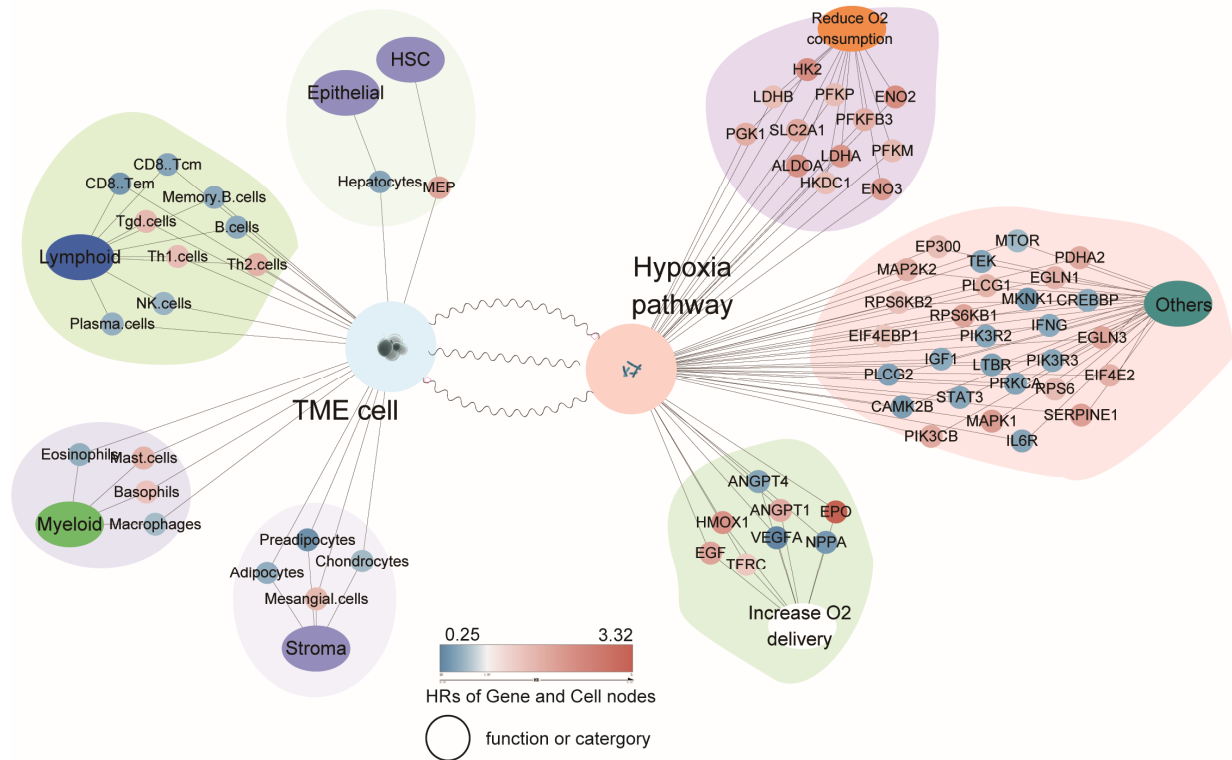 HSC
Epithelial
Hepatocytes
MEP
CD8..Tcm
CD8..Tem
Memory.B.cells
Tgd.cells
B.cells
Lymphoid
Th1.cells
Th2.cells
NK.cells
Plasma.cells
TME cell
Eosinophils
Mast.cells
Basophils
Myeloid
Macrophages
Preadipocytes
Adipocytes
Chondrocytes
Mesangial.cells
Stroma
Hypoxia
pathway
Reduce O2
consumption
HK2
LDHB
PFKP
ENO2
PFKFB3
PGK1
SLC2A1
PFKM
ALDOA
LDHA
HKDC1
ENO3
EP300
MTOR
MAP2K2
TEK
PDHA2
PLCG1
EGLN1
RPS6KB2
MKNK1
CREBBP
Others
RPS6KB1
IFNG
EIF4EBP1
PIK3R2
EGLN3
IGF1
LTBR
PIK3R3
PLCG2
EIF4E2
PRKCA
RPS6
CAMK2B
STAT3
SERPINE1
MAPK1
PIK3CB
IL6R
ANGPT4
ANGPT1
EPO
HMOX1
VEGFA
NPPA
EGF
TFRC
Increase O2
delivery
0.25
3.32
HRs of Gene and Cell nodes
function or catergory